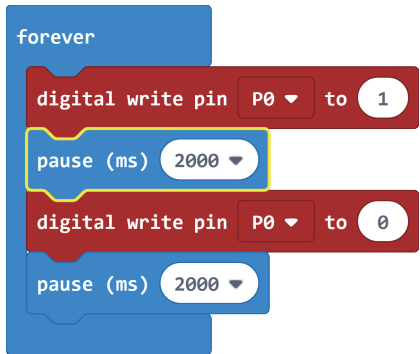 forever
digital write pin P0 to 1
pause (ms) 2000
digital write pin P0 to 0
pause (ms) 2000